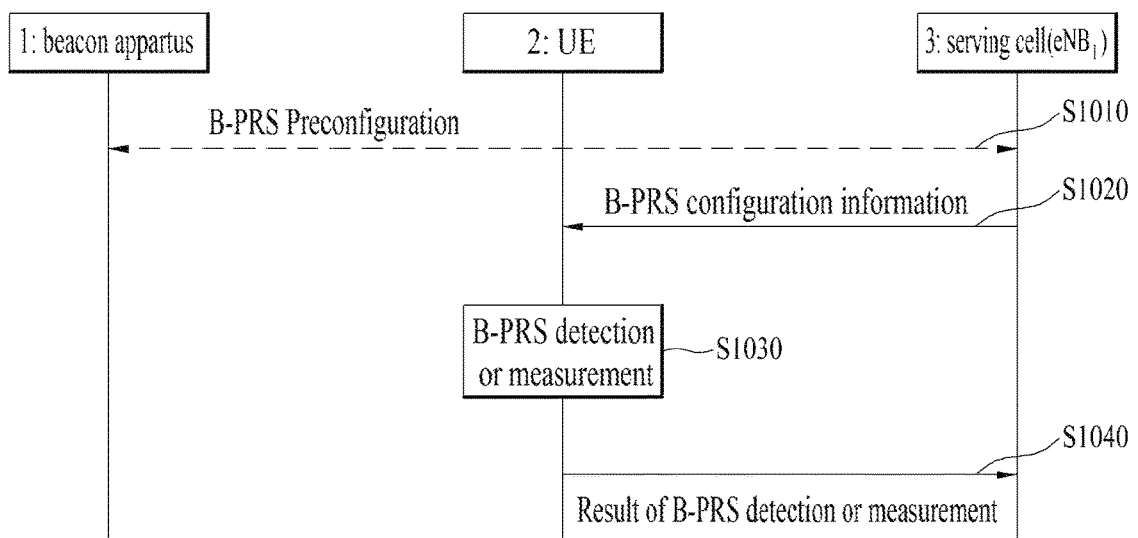 1: beacon appartus
2: UE
3: serving cell(eNB₁)
B-PRS Preconfiguration
S1010
B-PRS configuration information
S1020
B-PRS detection
or measurement
S1030
S1040
Result of B-PRS detection or measurement